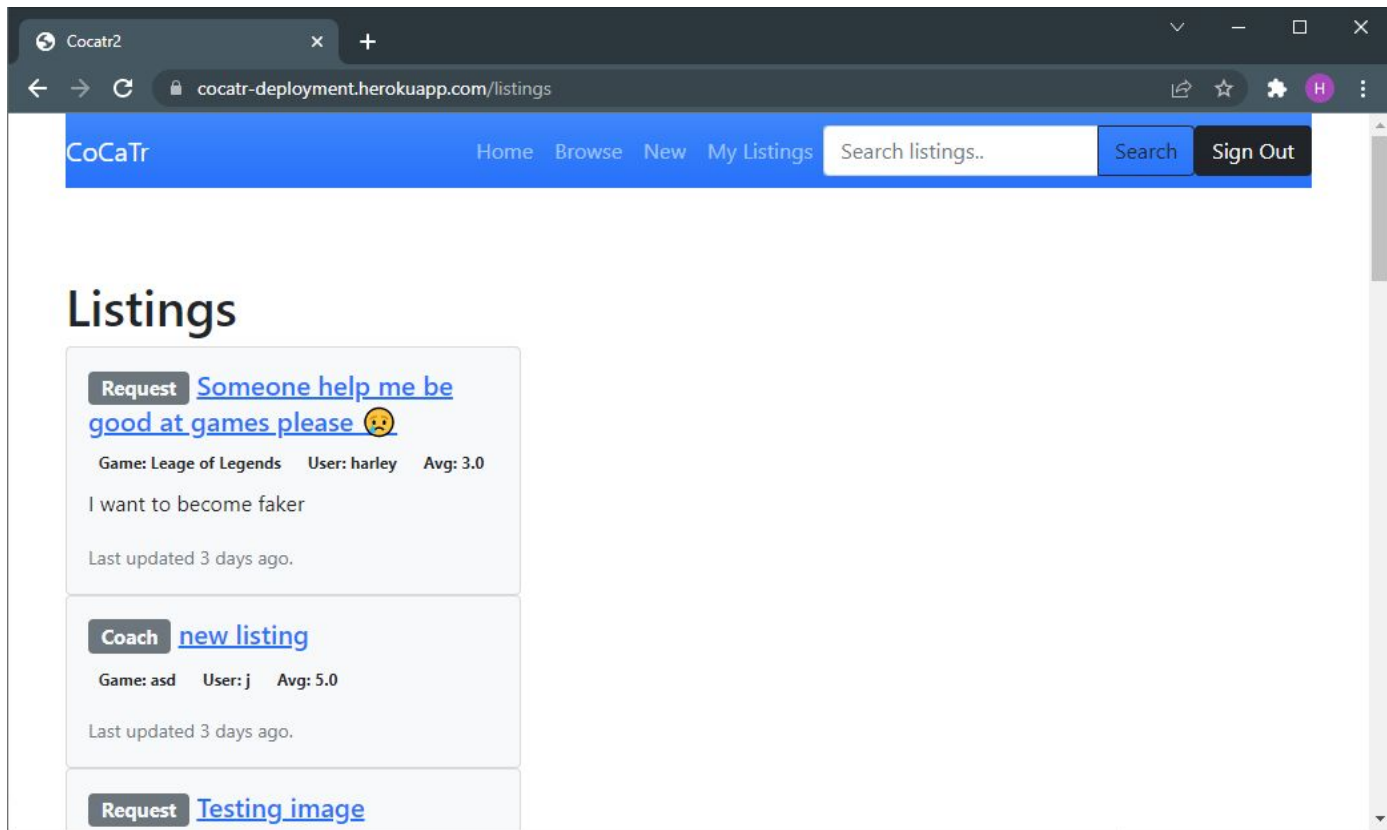 Cocatr2
cocatr-deployment.herokuapp.com/listings
H
CoCaTr Home Browse New My Listings Search listings.. Search Sign Out
Listings
Request Someone help me be
good at games please 😥
Game: Leage of Legends User: harley Avg: 3.0
I want to become faker
Last updated 3 days ago.
Coach new listing
Game: asd User: j Avg: 5.0
Last updated 3 days ago.
Request Testing image